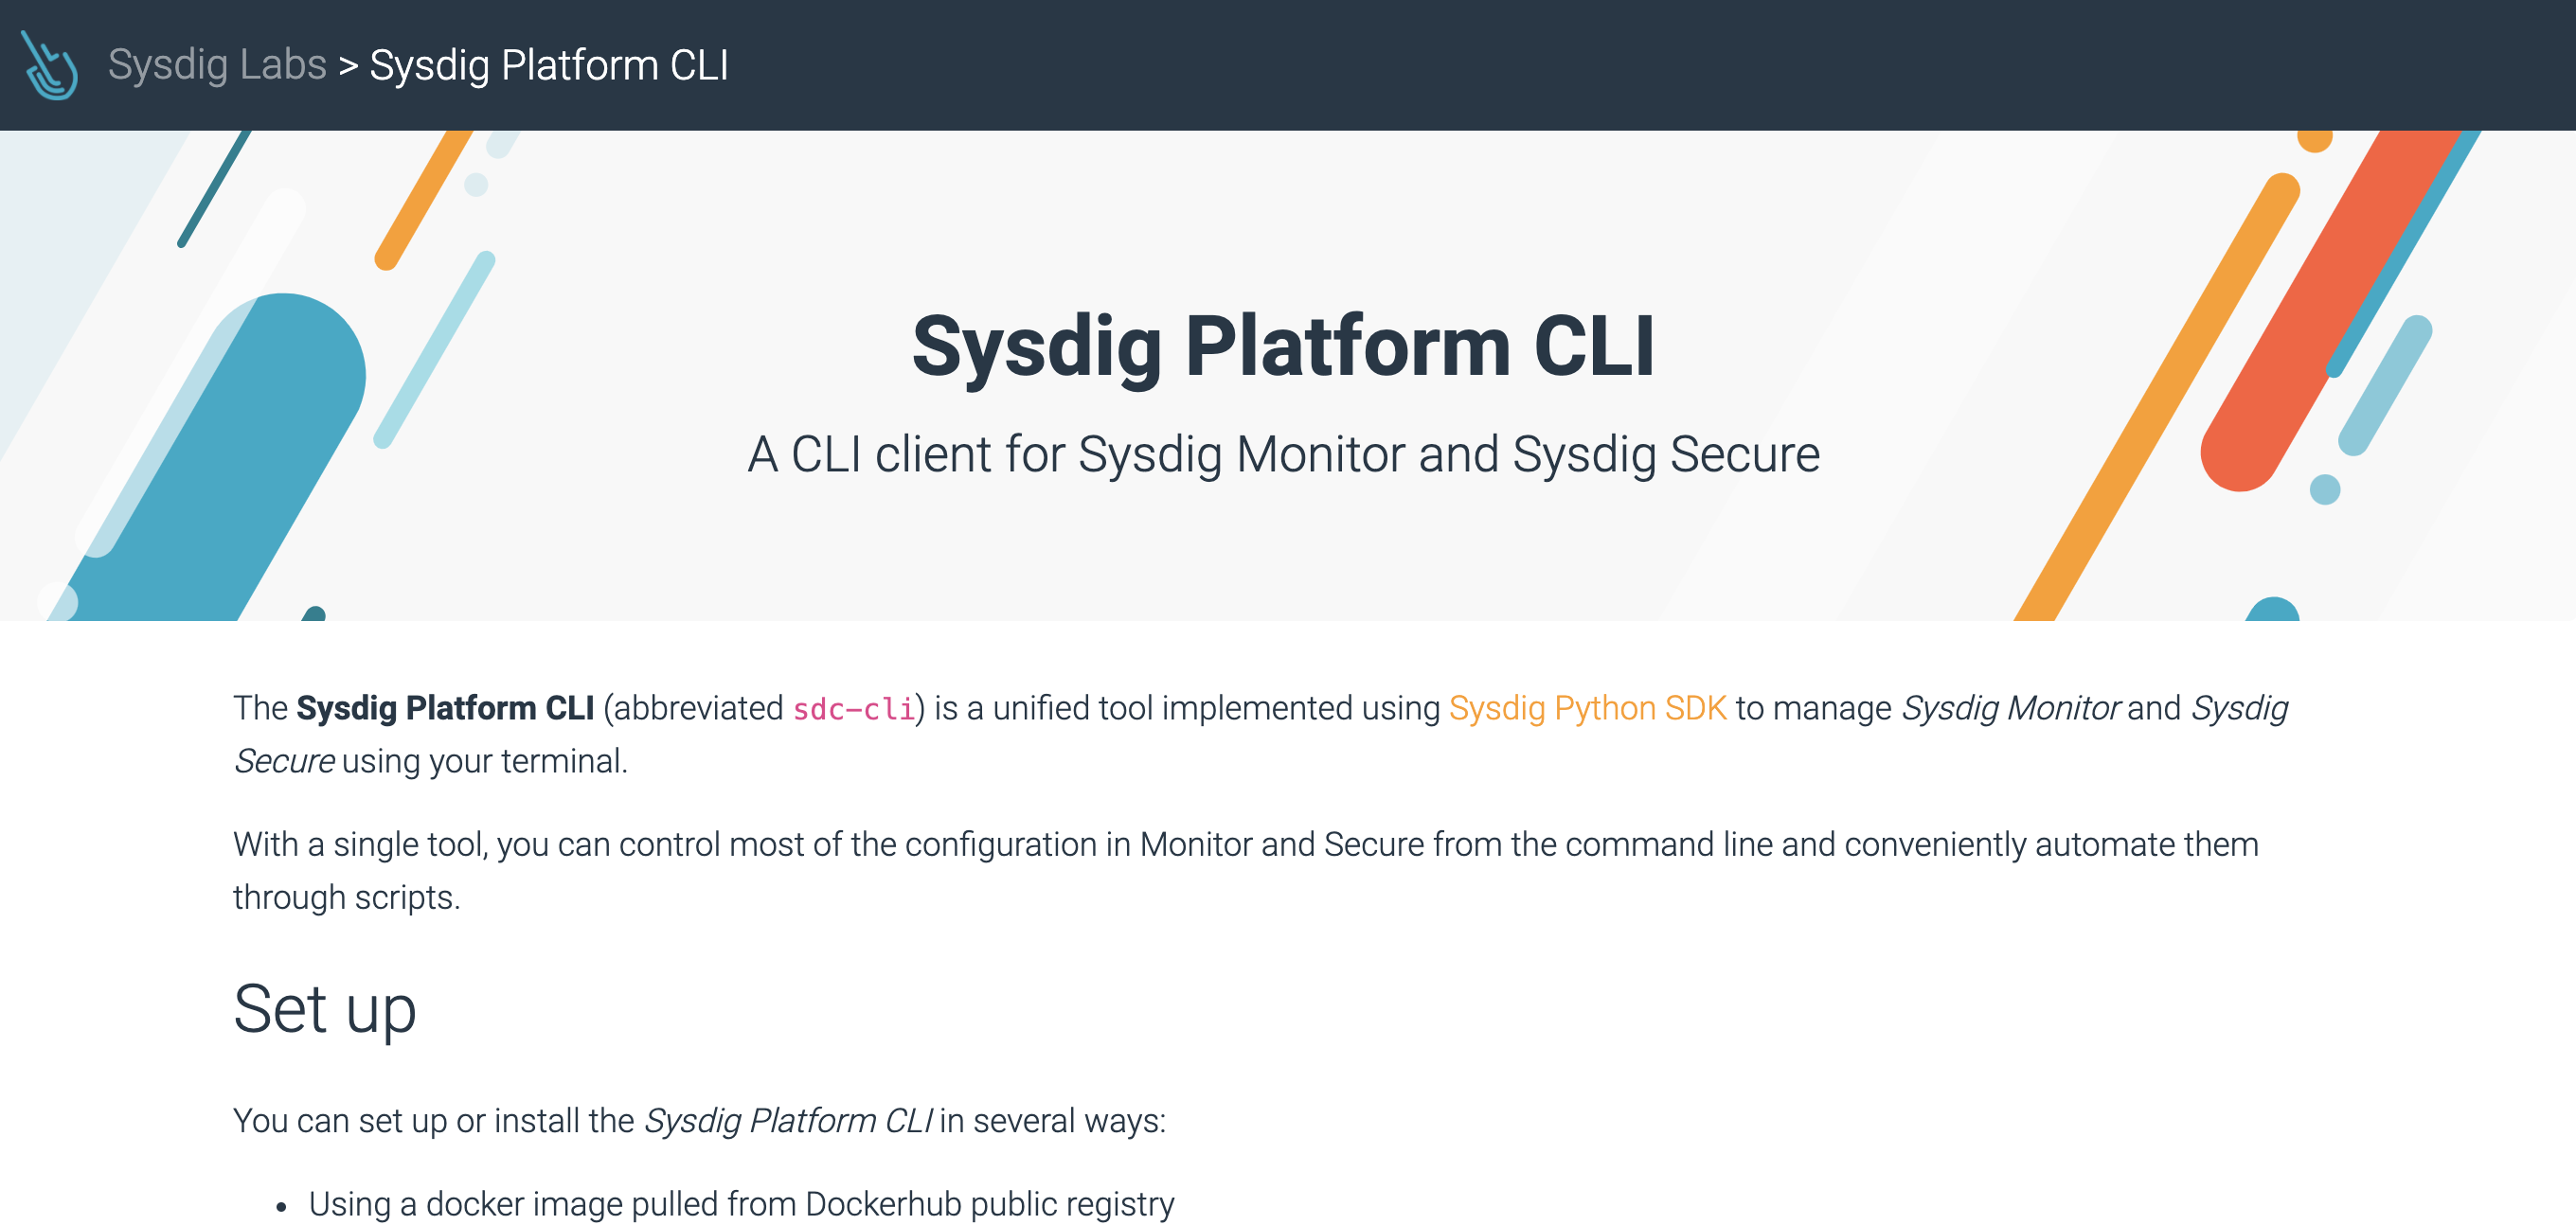 Sysdig Labs > Sysdig Platform CLI
Sysdig Platform CLI
A CLI client for Sysdig Monitor and Sysdig Secure
The Sysdig Platform CLI (abbreviated sdc-cli) is a unified tool implemented using Sysdig Python SDK to manage Sysdig Monitor and Sysdig
Secure using your terminal.
With a single tool, you can control most of the configuration in Monitor and Secure from the command line and conveniently automate them
through scripts.
Set up
You can set up or install the Sysdig Platform CLI in several ways:
• Using a docker image pulled from Dockerhub public registry